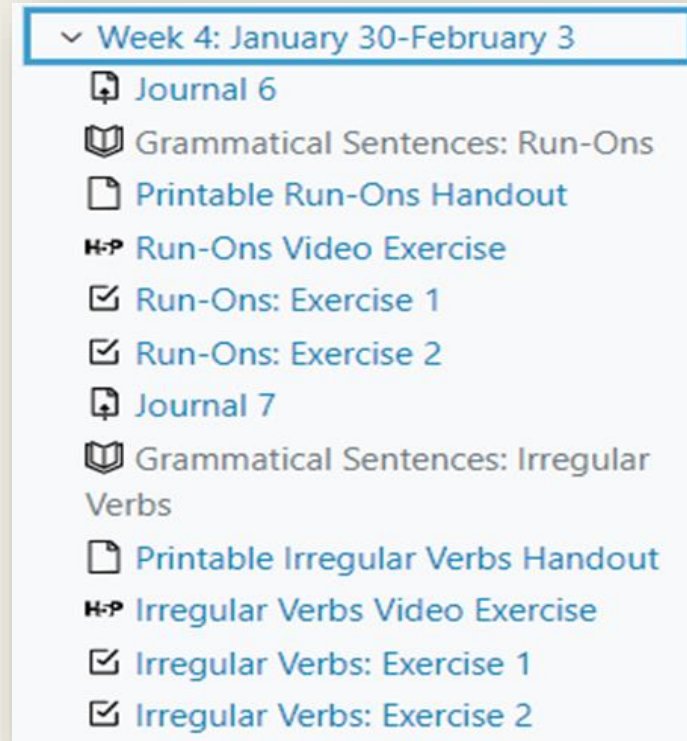 Week 4: January 30-February 3
Journal 6
Grammatical Sentences: Run-Ons
Printable Run-Ons Handout
H-P Run-Ons Video Exercise
Run-Ons: Exercise 1
Run-Ons: Exercise 2
Journal 7
Grammatical Sentences: Irregular
Verbs
Printable Irregular Verbs Handout
H-P Irregular Verbs Video Exercise
Irregular Verbs: Exercise 1
Irregular Verbs: Exercise 2